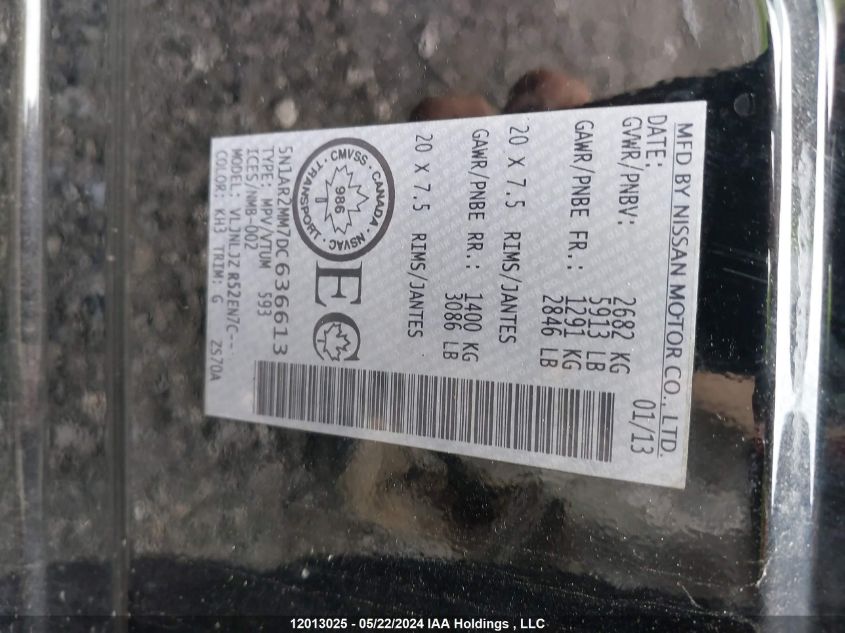 MFD BY NISSAN MOTOR CO., LTD.
DATE: 01/13
GVWR/PNBV: 2682 KG
5913 LB
GAWR/PNBE FR.: 1291 KG
2846 LB
20 X 7.5 RIMS/JANTES
GAWR/PNBE RR.: 1400 KG
3086 LB
20 X 7.5 RIMS/JANTES
CMVSS · CANADA · NSVAC · TRANSPORT ·
986
EC
5N1AR2MM7DC636613
TYPE: MPV/VTUM 593
ICES/NMB-002
MODEL: VLJNLJZ R52EN7C--
COLOR: KH3 TRIM: G ZS70A
12013025 - 05/22/2024 IAA Holdings , LLC